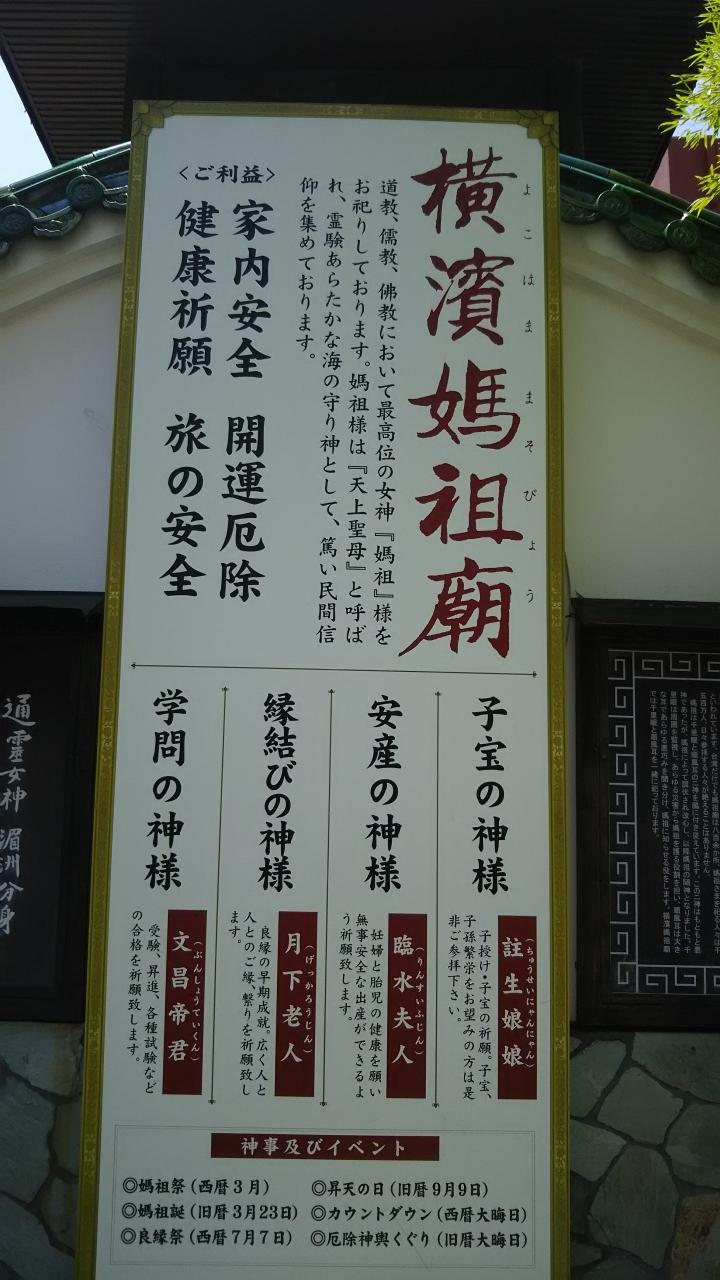 横濱媽祖廟
よこはままそびょう
道教、儒教、佛教において最高位の女神『媽祖』様を
お祀りしております。媽祖様は『天上聖母』と呼ば
れ、霊験あらたかな海の守り神として、篤い民間信
仰を集めております。
〈ご利益〉
家内安全 開運厄除
健康祈願 旅の安全
子宝の神様
註生娘娘
(ちゅうせいにゃんにゃん)
子授け・子宝の祈願。子宝、
子孫繁栄をお望みの方は是
非ご参拝下さい。
安産の神様
臨水夫人
(りんすいふじん)
妊婦と胎児の健康を願い
無事安全な出産ができるよ
う祈願致します。
縁結びの神様
月下老人
(げっかろうじん)
良縁の早期成就。広く人と
人とのご縁、繋りを祈願致し
ます。
学問の神様
文昌帝君
(ぶんしょうていくん)
受験、昇進、各種試験など
の合格を祈願致します。
神事及びイベント
◎媽祖祭(西暦3月)
◎媽祖誕(旧暦3月23日)
◎良縁祭(西暦7月7日)
◎昇天の日(旧暦9月9日)
◎カウントダウン(西暦大晦日)
◎厄除神輿くぐり(旧暦大晦日)
通靈女神 湄洲分身